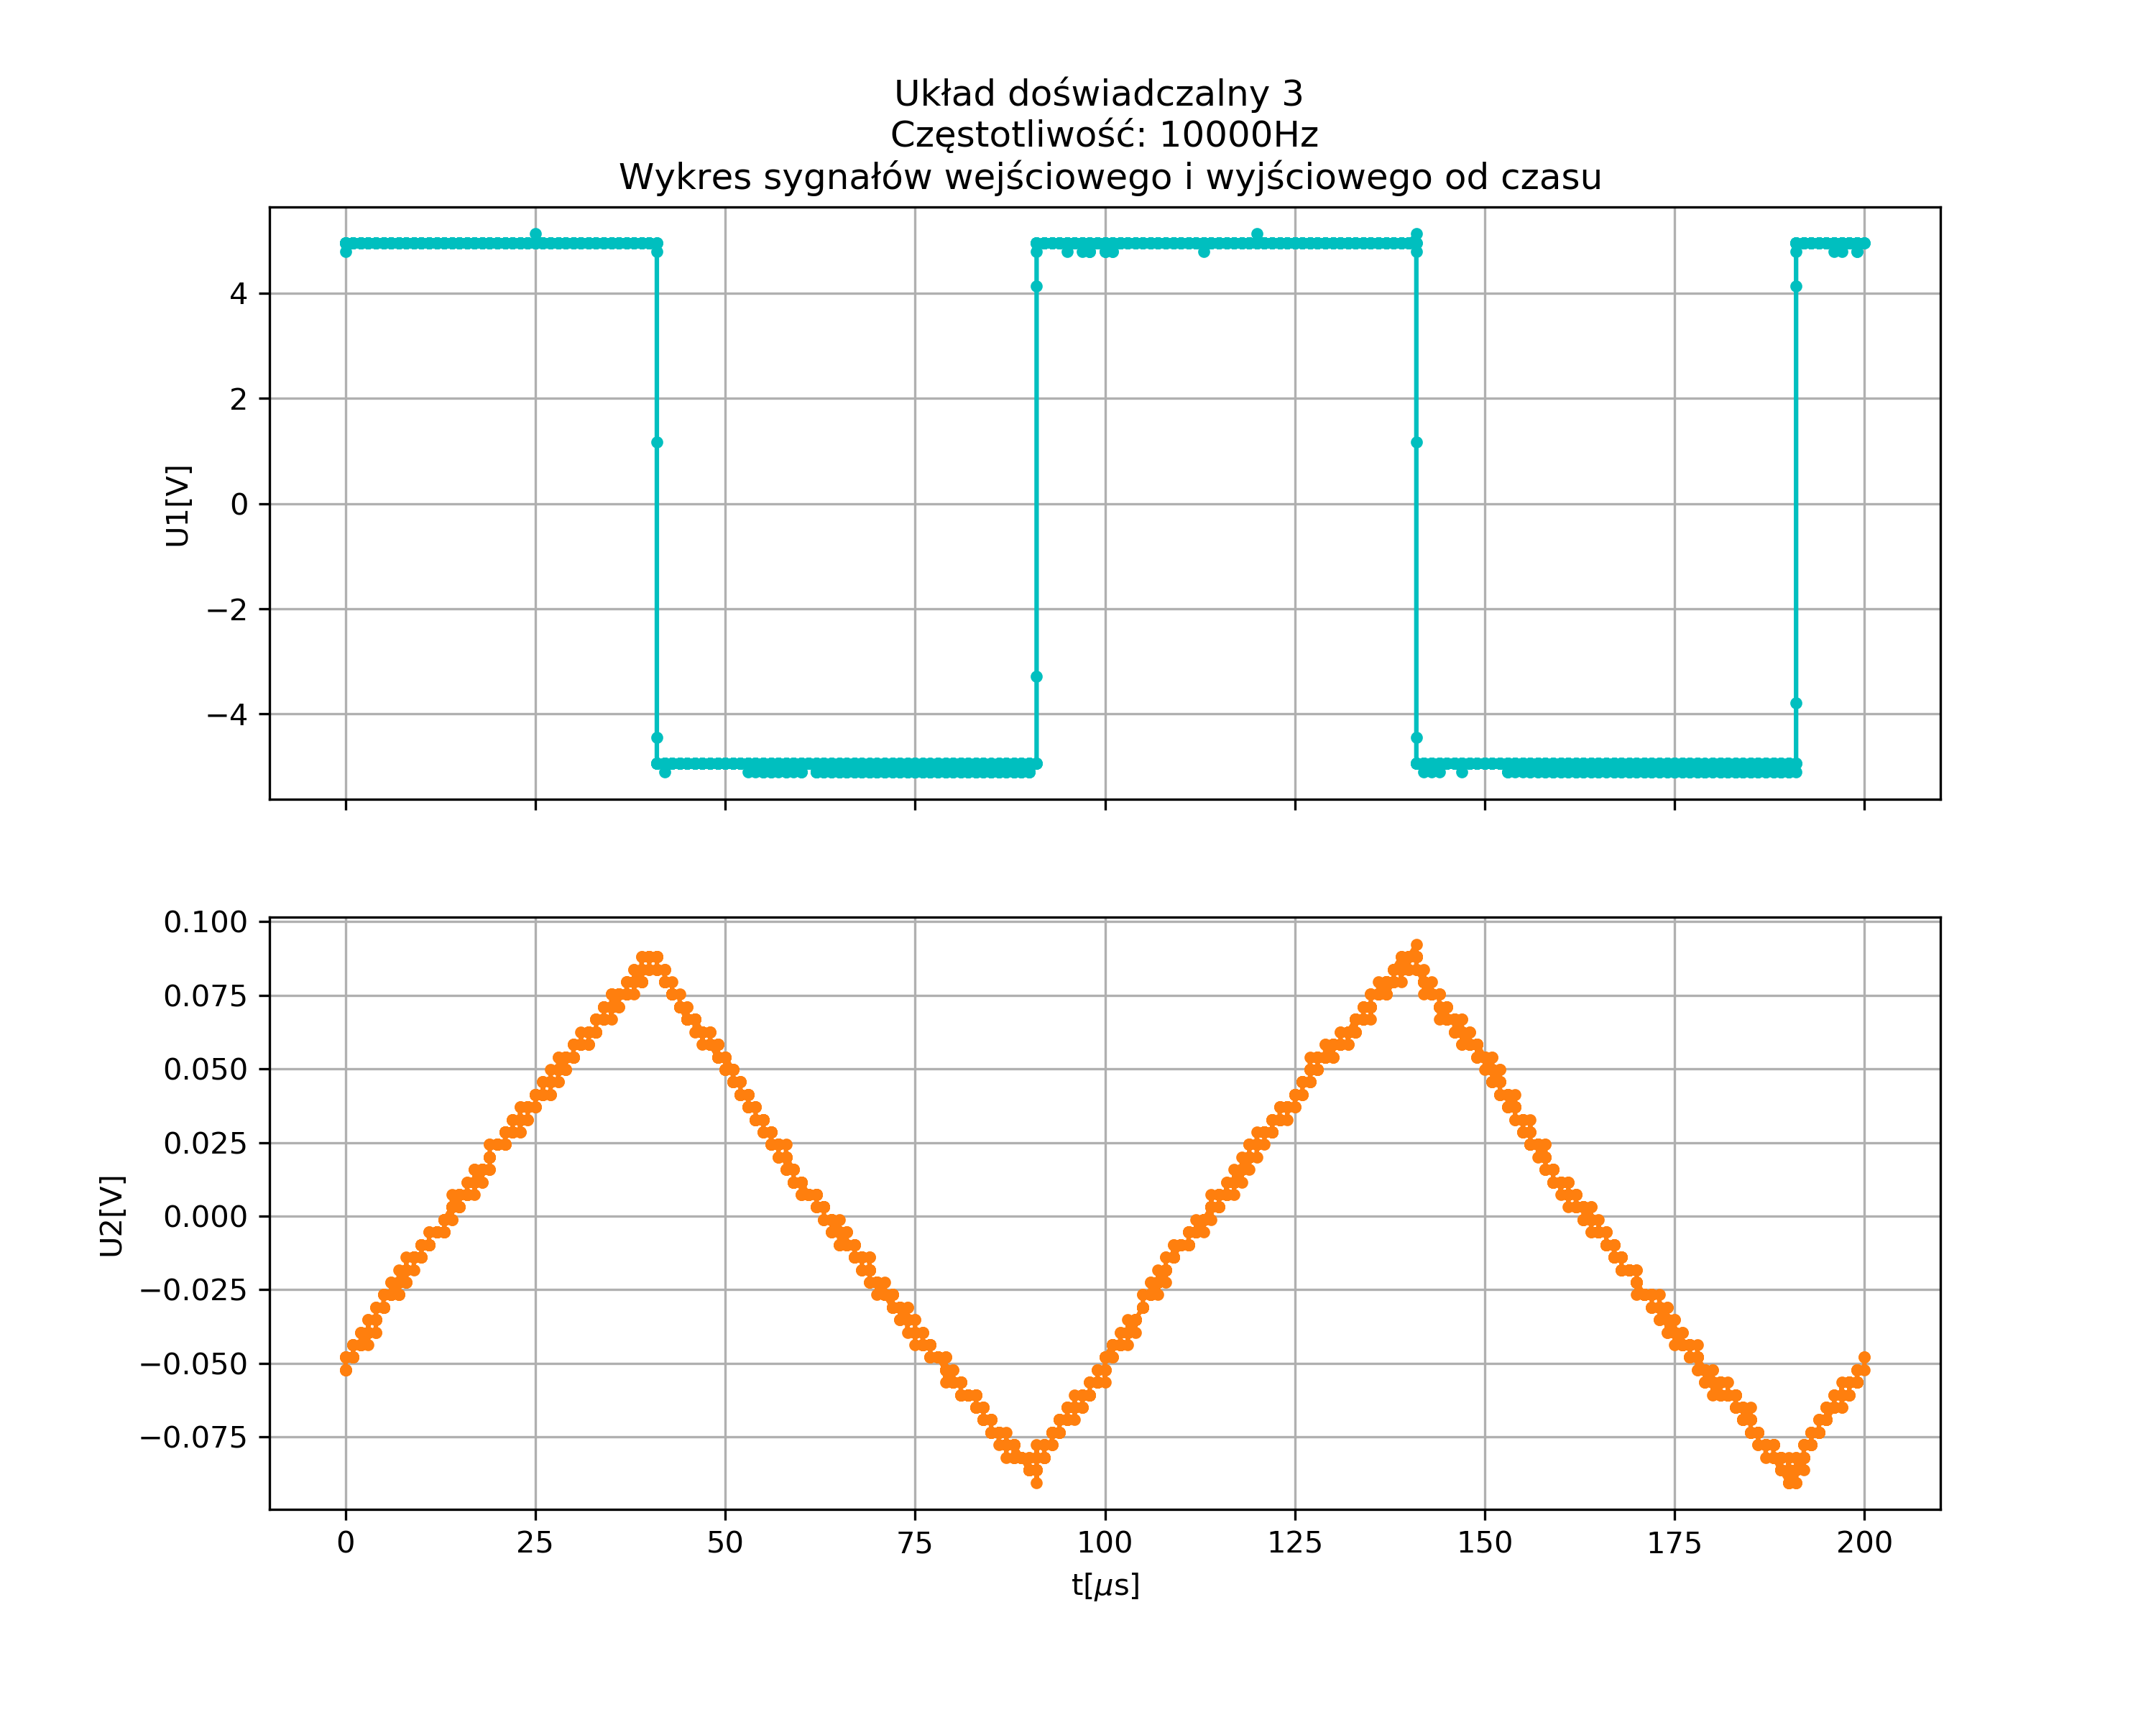 Układ doświadczalny 3
Częstotliwość: 10000Hz
Wykres sygnałów wejściowego i wyjściowego od czasu
4
2
0
−2
−4
U1[V]
0.100
0.075
0.050
0.025
0.000
−0.025
−0.050
−0.075
U2[V]
0 25 50 75 100 125 150 175 200
t[μs]